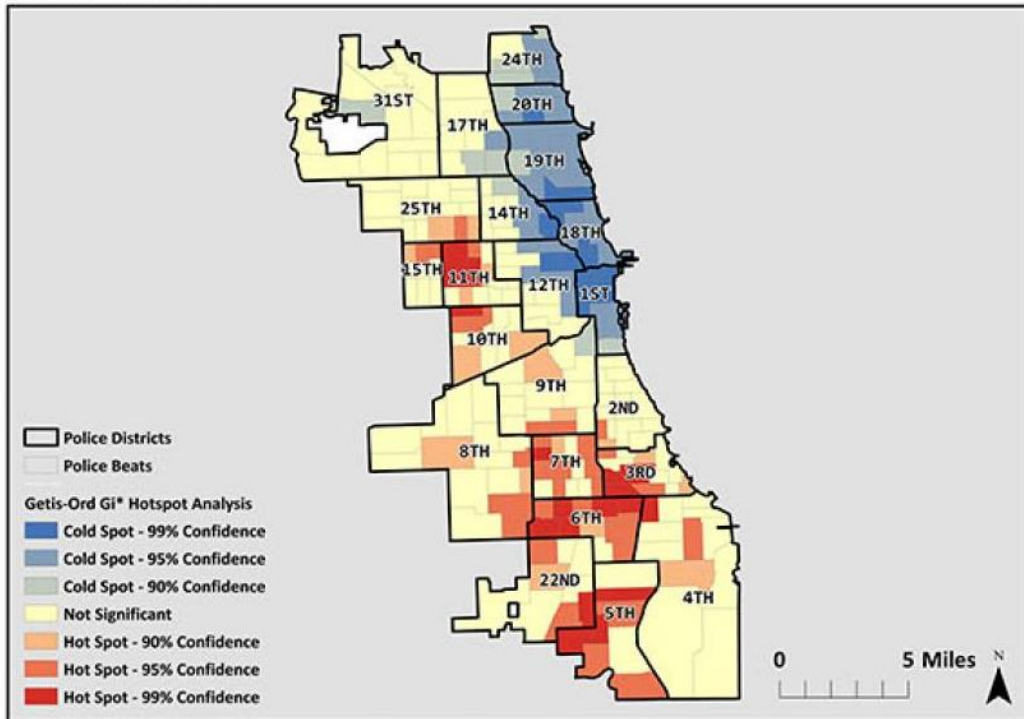 24TH
31ST
20TH
17TH
19TH
25TH
14TH
18TH
15TH
11TH
12TH
1ST
10TH
9TH
2ND
8TH
7TH
3RD
6TH
22ND
4TH
5TH
Police Districts
Police Beats
Getis-Ord Gi* Hotspot Analysis
Cold Spot - 99% Confidence
Cold Spot - 95% Confidence
Cold Spot - 90% Confidence
Not Significant
Hot Spot - 90% Confidence
Hot Spot - 95% Confidence
Hot Spot - 99% Confidence
0 5 Miles
N